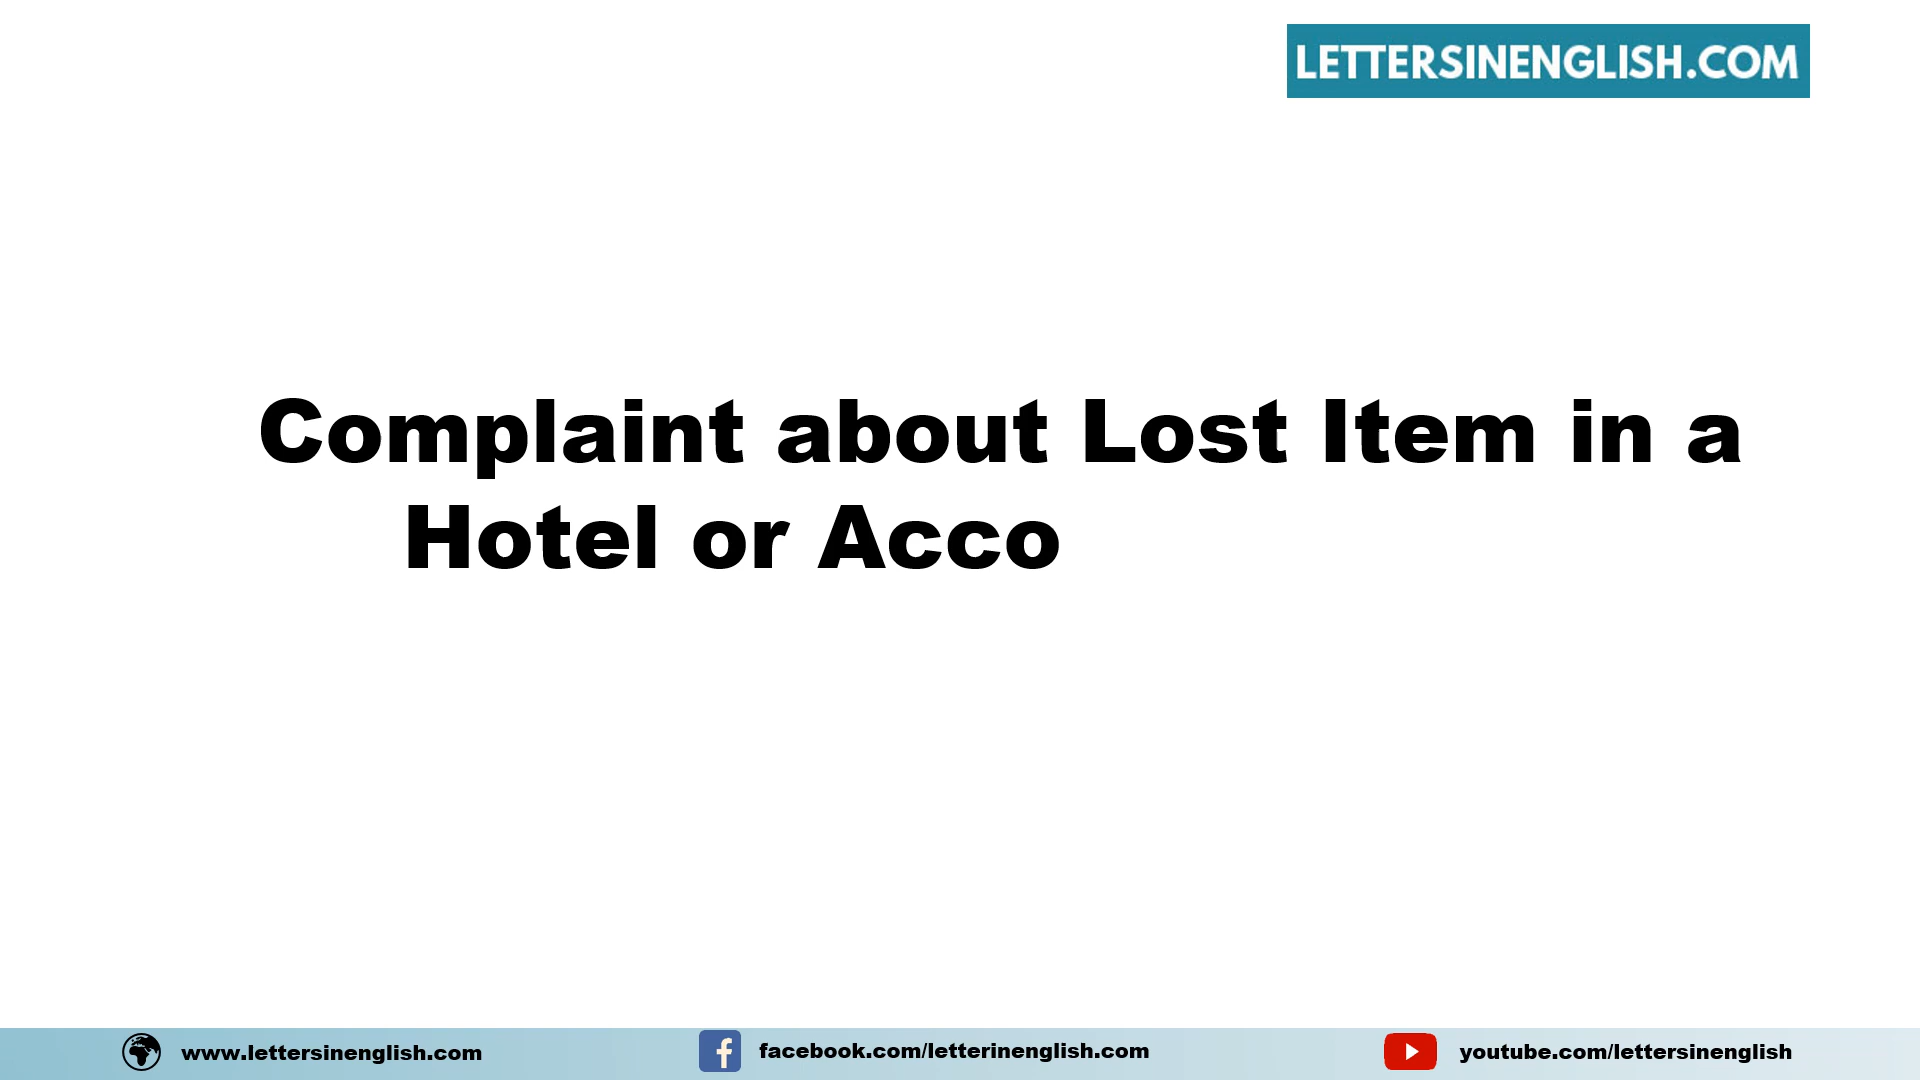 LETTERSINENGLISH.COM
Complaint about Lost Item in a
Hotel or Acco
www.lettersinenglish.com
facebook.com/letterinenglish.com
youtube.com/lettersinenglish